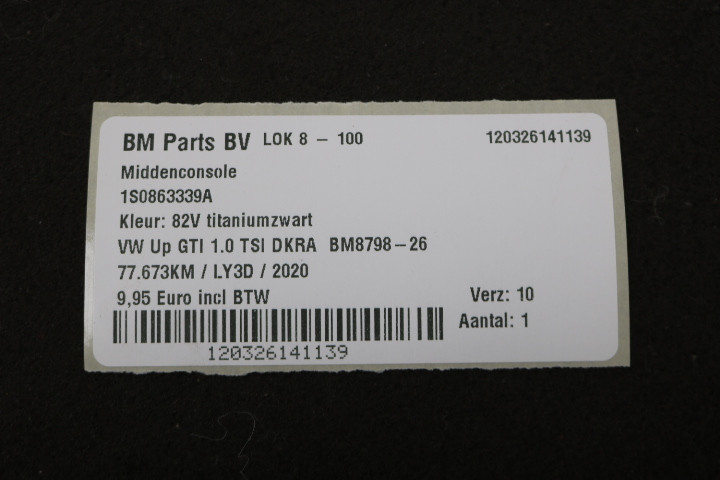 BM Parts BV LOK 8 – 100 120326141139
Middenconsole
1S0863339A
Kleur: 82V titaniumzwart
VW Up GTI 1.0 TSI DKRA BM8798–26
77.673KM / LY3D / 2020
9,95 Euro incl BTW Verz: 10
Aantal: 1
120326141139